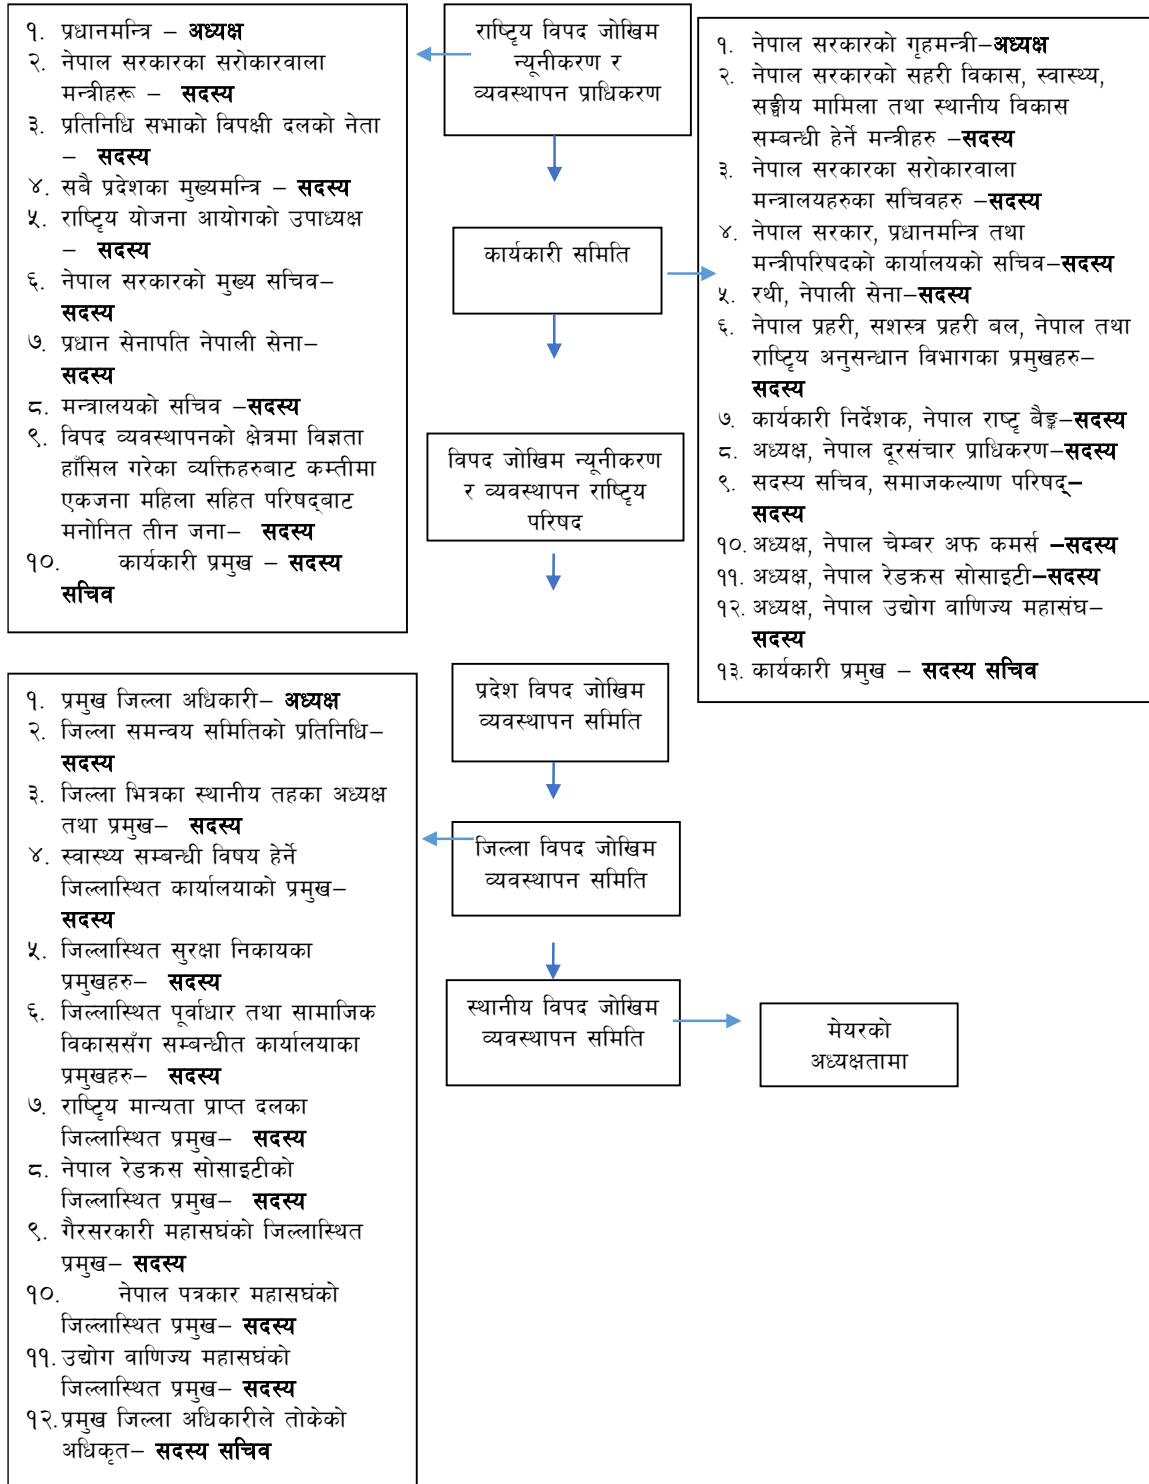 १. प्रधानमन्त्रि – अध्यक्ष
२. नेपाल सरकारका सरोकारवाला
मन्त्रीहरू – सदस्य
३. प्रतिनिधि सभाको विपक्षी दलको नेता
– सदस्य
४. सबै प्रदेशका मुख्यमन्त्रि – सदस्य
५. राष्ट्रिय योजना आयोगको उपाध्यक्ष
– सदस्य
६. नेपाल सरकारको मुख्य सचिव–
सदस्य
७. प्रधान सेनापति नेपाली सेना–
सदस्य
८. मन्त्रालयको सचिव –सदस्य
९. विपद व्यवस्थापनको क्षेत्रमा विज्ञता
हाँसिल गरेका व्यक्तिहरुबाट कम्तीमा
एकजना महिला सहित परिषद्बाट
मनोनित तीन जना– सदस्य
१०. कार्यकारी प्रमुख – सदस्य
सचिव
राष्ट्रिय विपद जोखिम
न्यूनीकरण र
व्यवस्थापन प्राधिकरण
कार्यकारी समिति
विपद जोखिम न्यूनीकरण
र व्यवस्थापन राष्ट्रिय
परिषद
प्रदेश विपद जोखिम
व्यवस्थापन समिति
जिल्ला विपद जोखिम
व्यवस्थापन समिति
स्थानीय विपद जोखिम
व्यवस्थापन समिति
मेयरको
अध्यक्षतामा
१. नेपाल सरकारको गृहमन्त्री–अध्यक्ष
२. नेपाल सरकारको सहरी विकास, स्वास्थ्य,
सङ्घीय मामिला तथा स्थानीय विकास
सम्बन्धी हेर्ने मन्त्रीहरु –सदस्य
३. नेपाल सरकारका सरोकारवाला
मन्त्रालयहरुका सचिवहरु –सदस्य
४. नेपाल सरकार, प्रधानमन्त्रि तथा
मन्त्रीपरिषदको कार्यालयको सचिव–सदस्य
५. रथी, नेपाली सेना–सदस्य
६. नेपाल प्रहरी, सशस्त्र प्रहरी बल, नेपाल तथा
राष्ट्रिय अनुसन्धान विभागका प्रमुखहरु–
सदस्य
७. कार्यकारी निर्देशक, नेपाल राष्ट्र बैङ्क–सदस्य
८. अध्यक्ष, नेपाल दूरसंचार प्राधिकरण–सदस्य
९. सदस्य सचिव, समाजकल्याण परिषद्–
सदस्य
१०. अध्यक्ष, नेपाल चेम्बर अफ कमर्स –सदस्य
११. अध्यक्ष, नेपाल रेडक्रस सोसाइटी–सदस्य
१२. अध्यक्ष, नेपाल उद्योग वाणिज्य महासंघ–
सदस्य
१३. कार्यकारी प्रमुख – सदस्य सचिव
१. प्रमुख जिल्ला अधिकारी– अध्यक्ष
२. जिल्ला समन्वय समितिको प्रतिनिधि–
सदस्य
३. जिल्ला भित्रका स्थानीय तहका अध्यक्ष
तथा प्रमुख– सदस्य
४. स्वास्थ्य सम्बन्धी विषय हेर्ने
जिल्लास्थित कार्यालयाको प्रमुख–
सदस्य
५. जिल्लास्थित सुरक्षा निकायका
प्रमुखहरु– सदस्य
६. जिल्लास्थित पूर्वाधार तथा सामाजिक
विकाससँग सम्बन्धीत कार्यालयाका
प्रमुखहरु– सदस्य
७. राष्ट्रिय मान्यता प्राप्त दलका
जिल्लास्थित प्रमुख– सदस्य
८. नेपाल रेडक्रस सोसाइटीको
जिल्लास्थित प्रमुख– सदस्य
९. गैरसरकारी महासघंको जिल्लास्थित
प्रमुख– सदस्य
१०. नेपाल पत्रकार महासघंको
जिल्लास्थित प्रमुख– सदस्य
११. उद्योग वाणिज्य महासघंको
जिल्लास्थित प्रमुख– सदस्य
१२. प्रमुख जिल्ला अधिकारीले तोकेको
अधिकृत– सदस्य सचिव